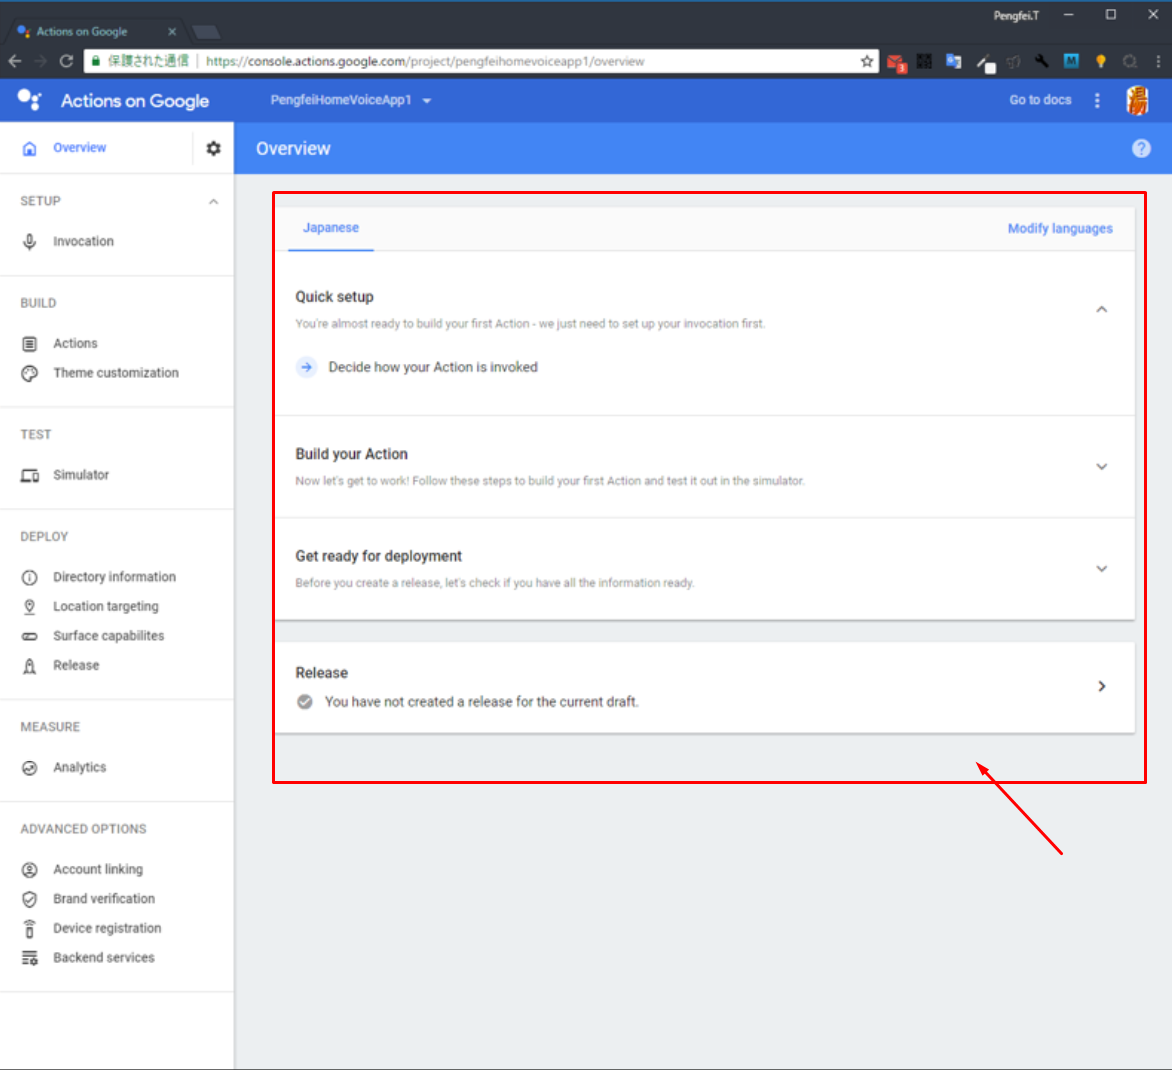 Pengfei.T
Actions on Google
保護された通信 https://console.actions.google.com/project/pengfeihomevoiceapp1/overview
3
M
Actions on Google PengfeiHomeVoiceApp1 Go to docs
湯
Overview
Overview
?
SETUP
Invocation
BUILD
Actions
Theme customization
TEST
Simulator
DEPLOY
Directory information
Location targeting
Surface capabilites
Release
MEASURE
Analytics
ADVANCED OPTIONS
Account linking
Brand verification
Device registration
Backend services
Japanese Modify languages
Quick setup
You're almost ready to build your first Action - we just need to set up your invocation first.
Decide how your Action is invoked
Build your Action
Now let's get to work! Follow these steps to build your first Action and test it out in the simulator.
Get ready for deployment
Before you create a release, let's check if you have all the information ready.
Release
You have not created a release for the current draft.